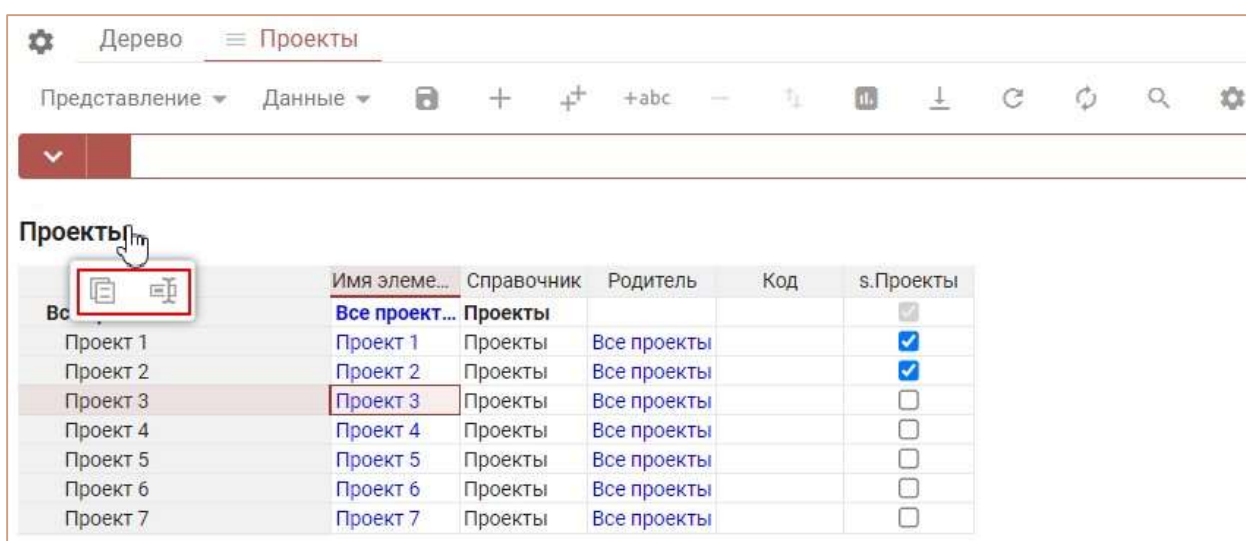 Дерево Проекты
Представление Данные +abc
Проекты
Имя элеме... Справочник Родитель Код s.Проекты
Вс Все проект... Проекты
Проект 1 Проект 1 Проекты Все проекты
Проект 2 Проект 2 Проекты Все проекты
Проект 3 Проект 3 Проекты Все проекты
Проект 4 Проект 4 Проекты Все проекты
Проект 5 Проект 5 Проекты Все проекты
Проект 6 Проект 6 Проекты Все проекты
Проект 7 Проект 7 Проекты Все проекты